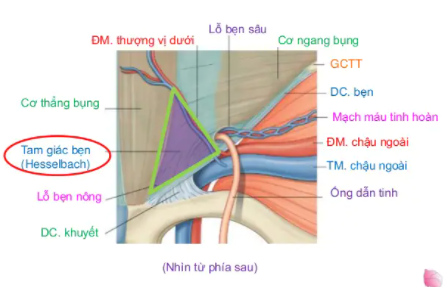 Lỗ bẹn sâu
ĐM. thượng vị dưới
Cơ ngang bụng
GCTT
Cơ thẳng bụng
DC. bẹn
Mạch máu tinh hoàn
Tam giác bẹn
(Hesselbach)
ĐM. chậu ngoài
TM. chậu ngoài
Lỗ bẹn nông
Ống dẫn tinh
DC. khuyết
(Nhìn từ phía sau)